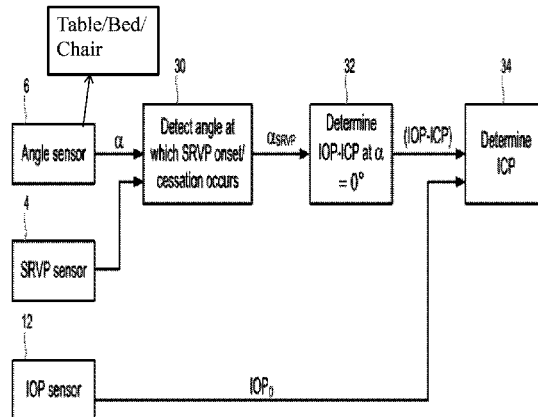 Table/Bed/
Chair
6
Angle sensor
α
30
Detect angle at
which SRVP onset/
cessation occurs
αSRVP
32
Determine
IOP-ICP at α
= 0°
(IOP-ICP)
34
Determine
ICP
4
SRVP sensor
12
IOP sensor
IOP₀